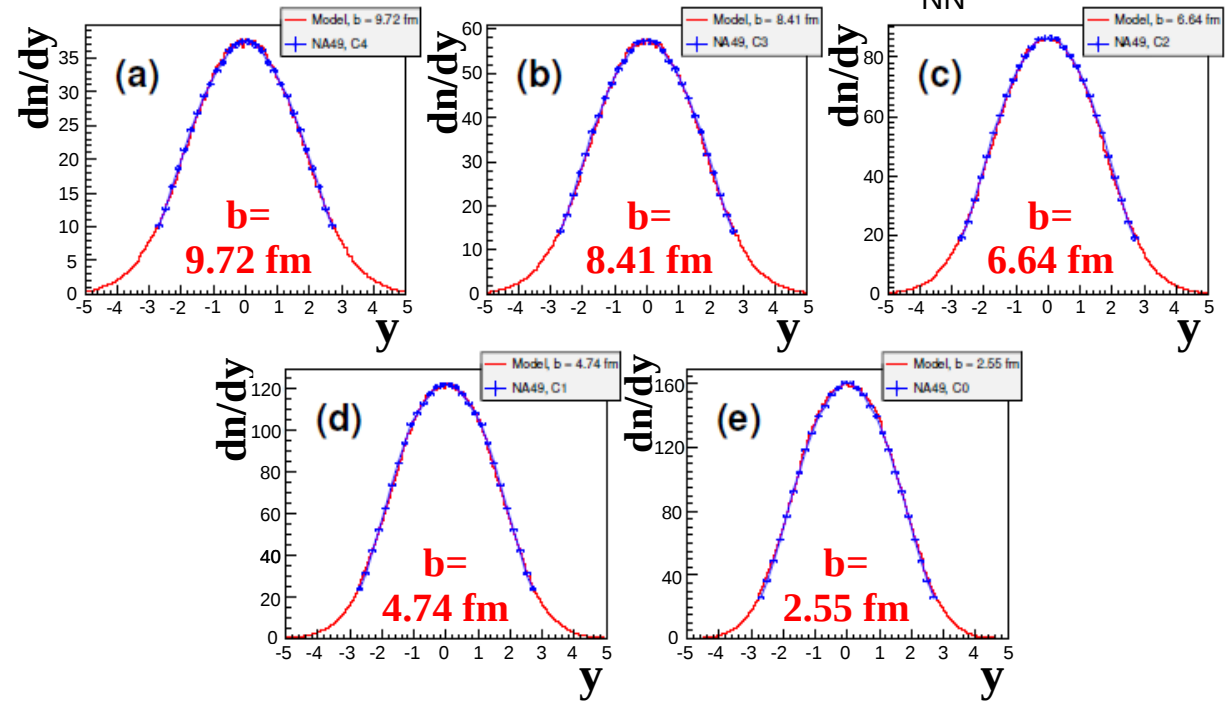 NN
Model, b = 9.72 fm
NA49, C4
(a)
dn/dy
35
30
25
20
15
10
5
0
b=
9.72 fm
-5 -4 -3 -2 -1 0 1 2 3 4 5
y
Model, b = 8.41 fm
NA49, C3
(b)
dn/dy
60
50
40
30
20
10
0
b=
8.41 fm
-5 -4 -3 -2 -1 0 1 2 3 4 5
y
Model, b = 6.64 fm
NA49, C2
(c)
dn/dy
80
60
40
20
0
b=
6.64 fm
-5 -4 -3 -2 -1 0 1 2 3 4 5
y
Model, b = 4.74 fm
NA49, C1
(d)
dn/dy
120
100
80
60
40
20
0
b=
4.74 fm
-5 -4 -3 -2 -1 0 1 2 3 4 5
y
Model, b = 2.55 fm
NA49, C0
(e)
dn/dy
160
120
80
40
0
b=
2.55 fm
-5 -4 -3 -2 -1 0 1 2 3 4 5
y